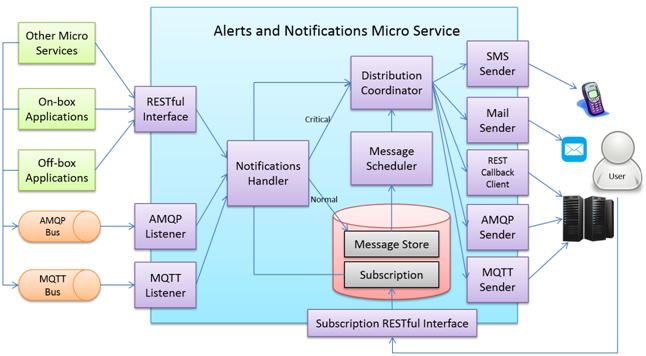 Alerts and Notifications Micro Service
Other Micro
Services
On-box
Applications
Off-box
Applications
AMQP
Bus
MQTT
Bus
RESTful
Interface
AMQP
Listener
MQTT
Listener
Notifications
Handler
Critical
Normal
Distribution
Coordinator
Message
Scheduler
Message Store
Subscription
Subscription RESTful Interface
SMS
Sender
Mail
Sender
REST
Callback
Client
AMQP
Sender
MQTT
Sender
User